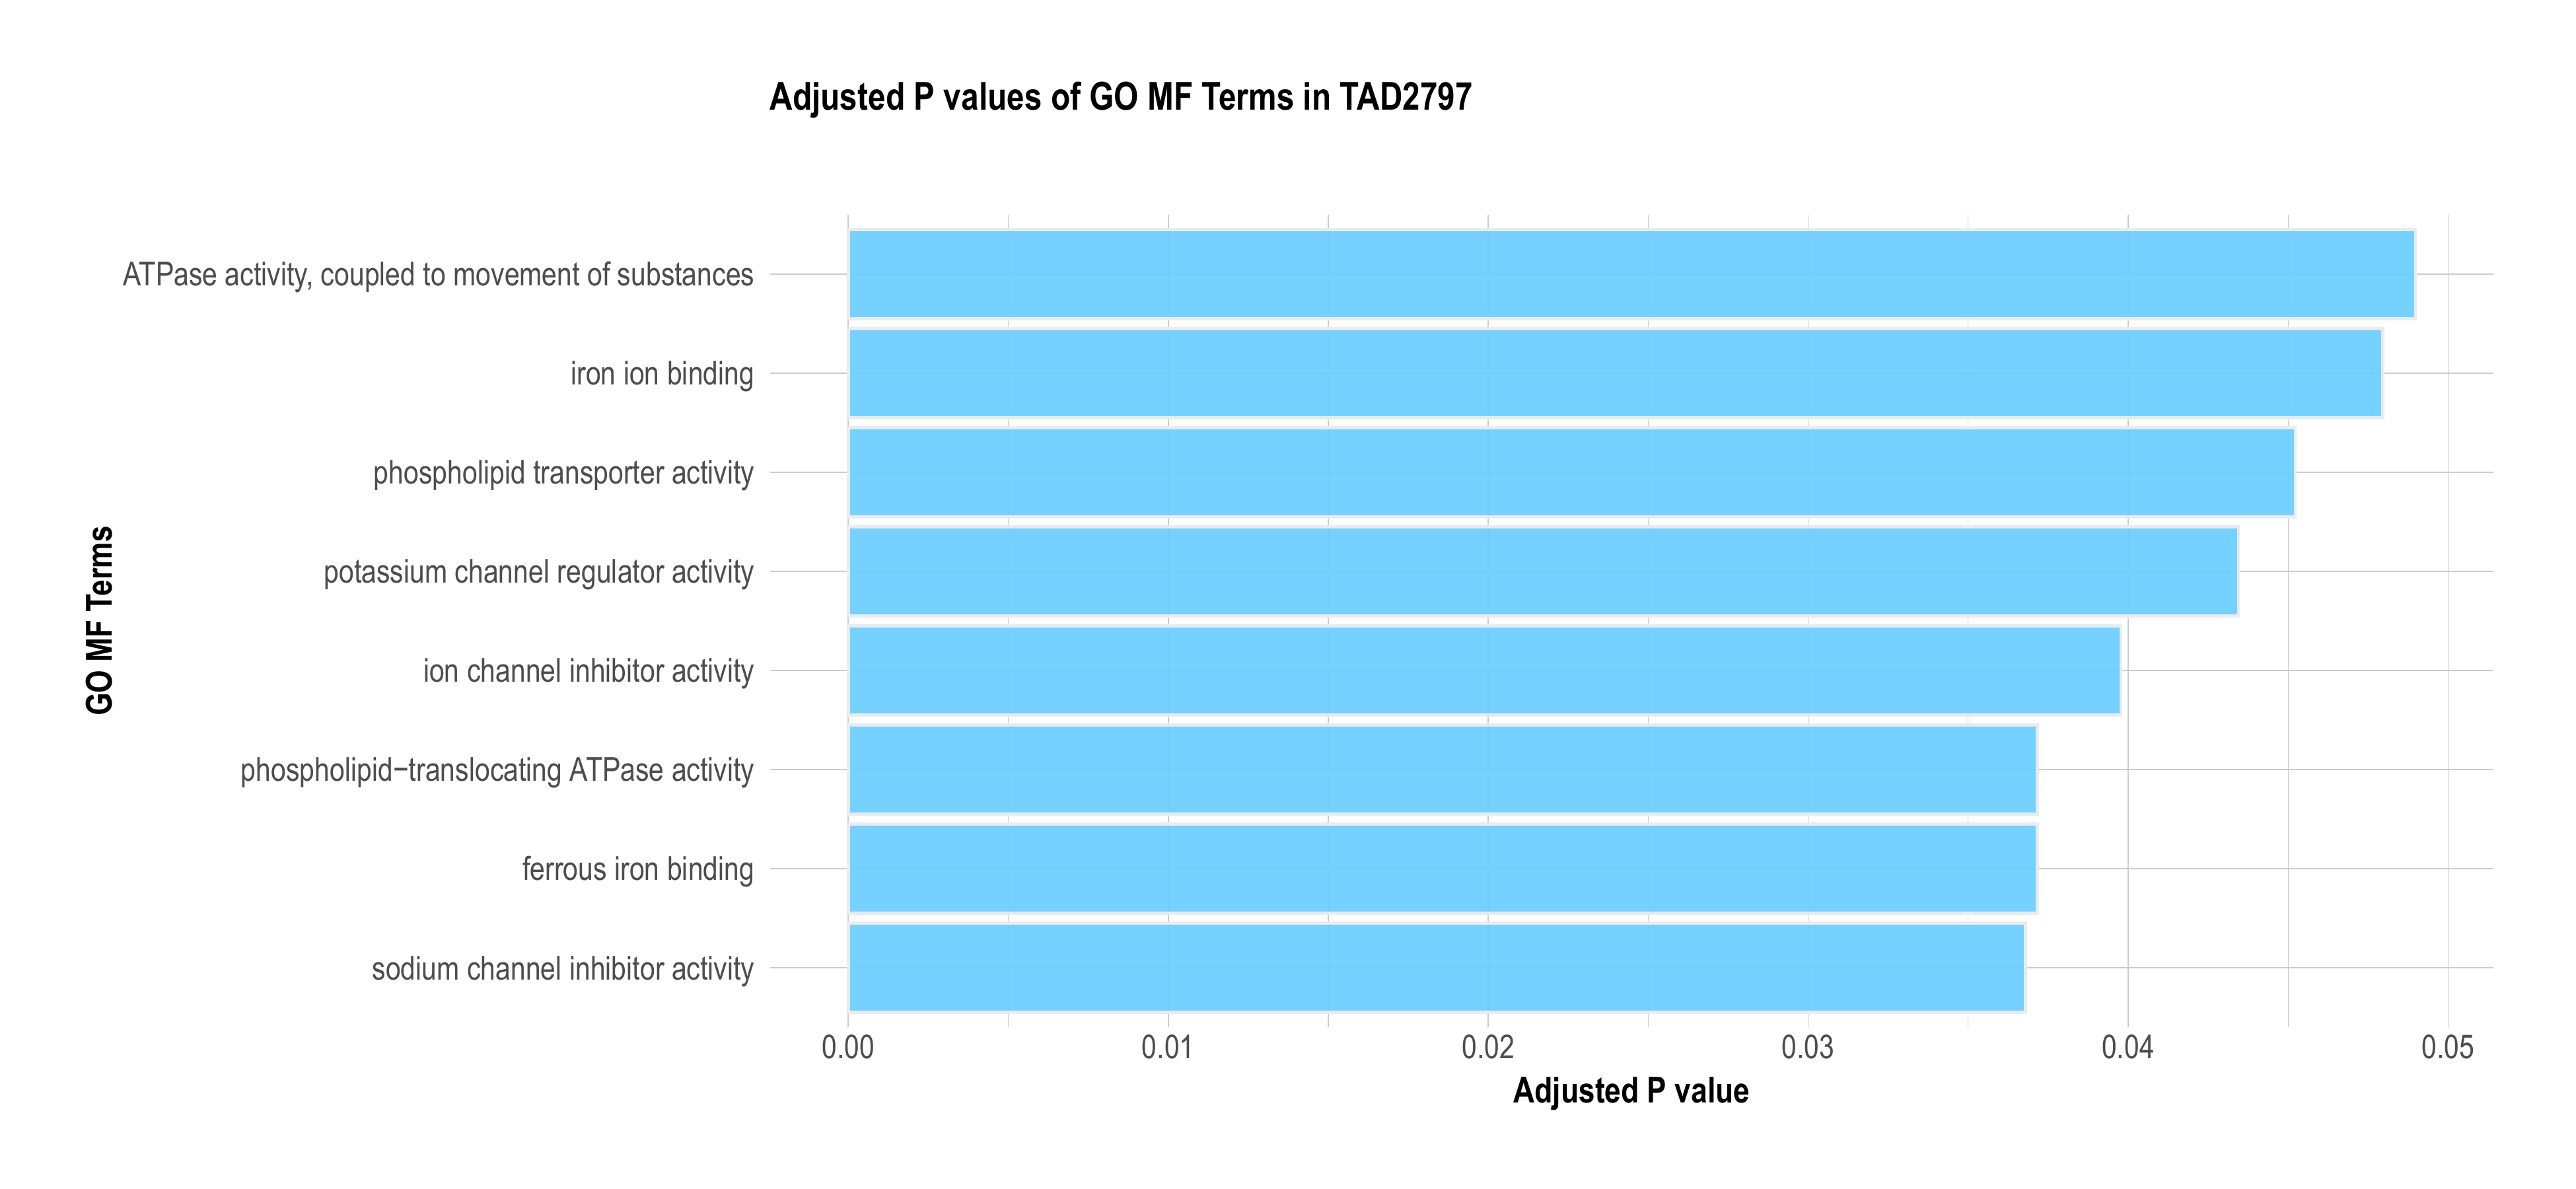 Adjusted P values of GO MF Terms in TAD2797
GO MF Terms
ATPase activity, coupled to movement of substances
iron ion binding
phospholipid transporter activity
potassium channel regulator activity
ion channel inhibitor activity
phospholipid−translocating ATPase activity
ferrous iron binding
sodium channel inhibitor activity
0.00 0.01 0.02 0.03 0.04 0.05
Adjusted P value